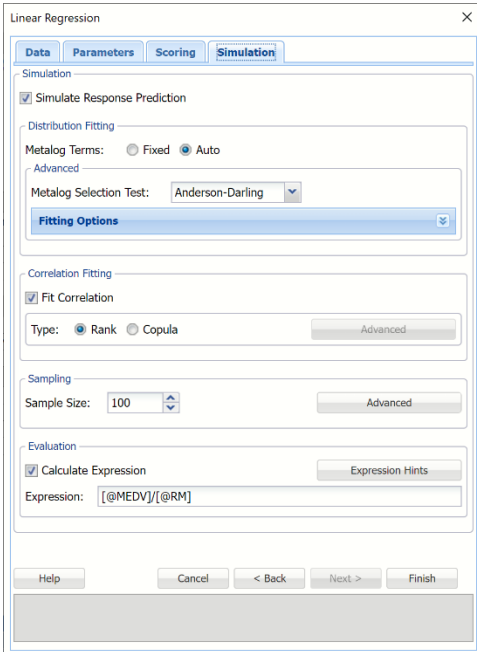 Linear Regression
Data Parameters Scoring Simulation
Simulation
Simulate Response Prediction
Distribution Fitting
Metalog Terms: Fixed Auto
Advanced
Metalog Selection Test: Anderson-Darling
Fitting Options
Correlation Fitting
Fit Correlation
Type: Rank Copula Advanced
Sampling
Sample Size: 100 Advanced
Evaluation
Calculate Expression Expression Hints
Expression: [@MEDV]/[@RM]
Help Cancel < Back Next > Finish